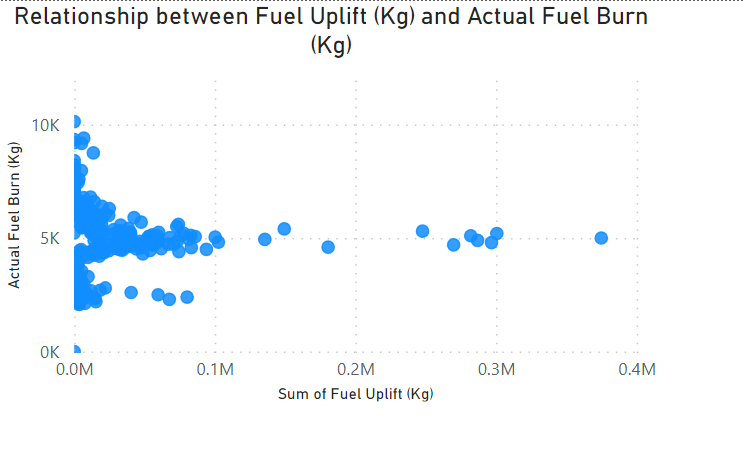 Relationship between Fuel Uplift (Kg) and Actual Fuel Burn
(Kg)
Actual Fuel Burn (Kg)
10K
5K
0K
0.0M 0.1M 0.2M 0.3M 0.4M
Sum of Fuel Uplift (Kg)